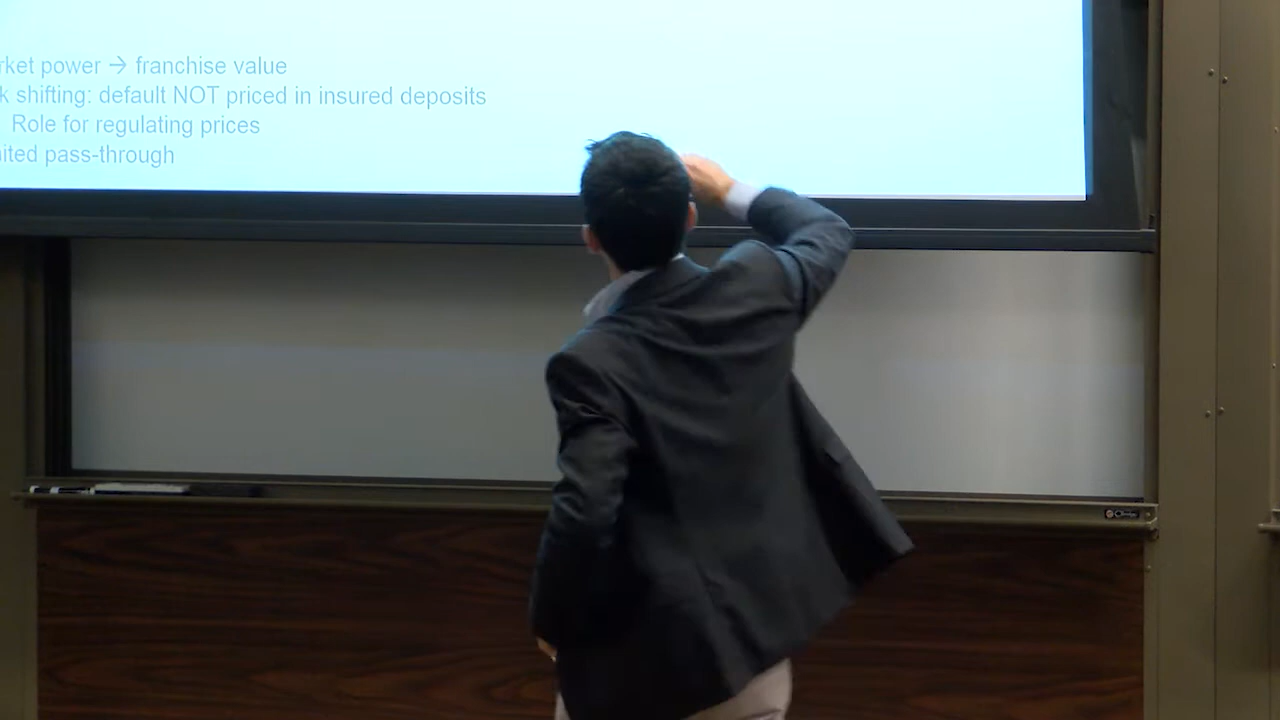 rket power → franchise value
k shifting: default NOT priced in insured deposits
Role for regulating prices
ited pass-through